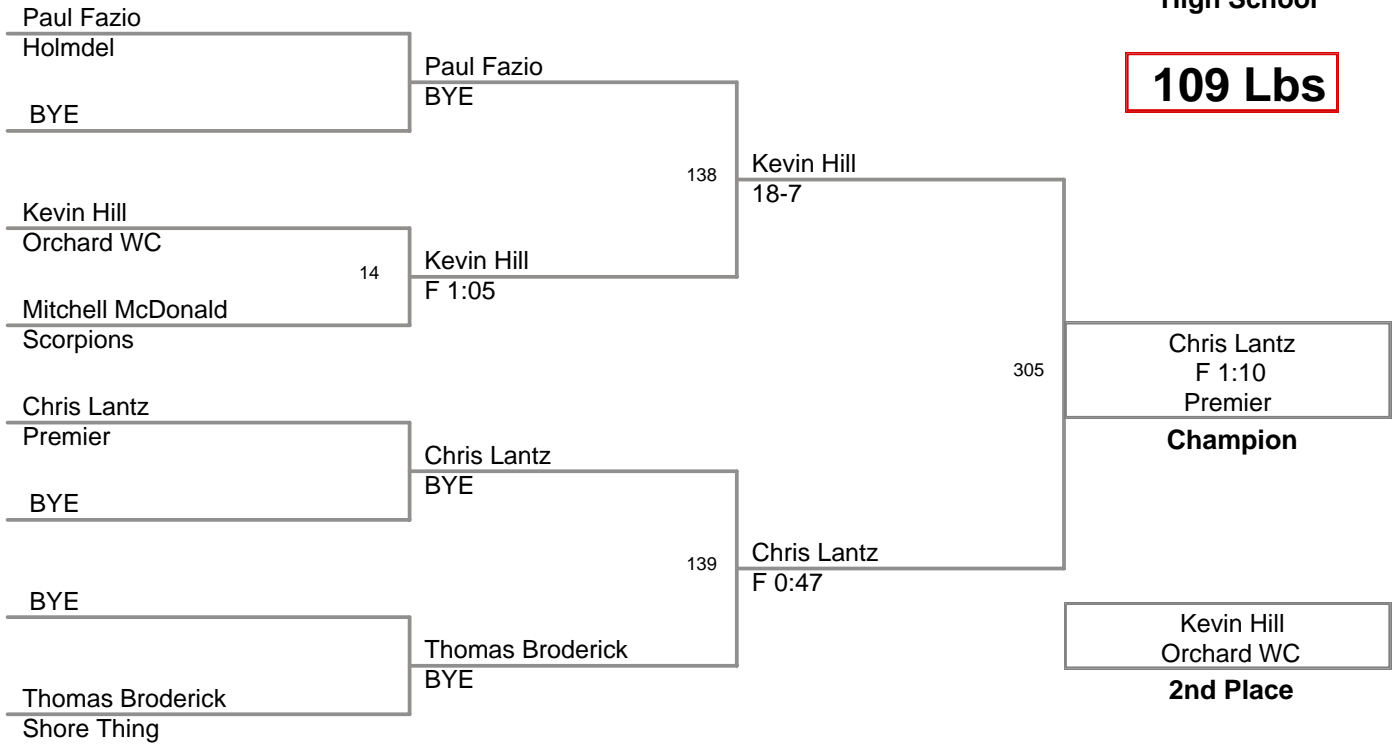 High School
109 Lbs
Paul Fazio
Holmdel
BYE
Kevin Hill
Orchard WC
14
Mitchell McDonald
Scorpions
Chris Lantz
Premier
BYE
BYE
Thomas Broderick
Shore Thing
Paul Fazio
BYE
138
Kevin Hill
F 1:05
Chris Lantz
BYE
139
Thomas Broderick
BYE
Kevin Hill
18-7
305
Chris Lantz
F 0:47
Chris Lantz
F 1:10
Premier
Champion
Kevin Hill
Orchard WC
2nd Place